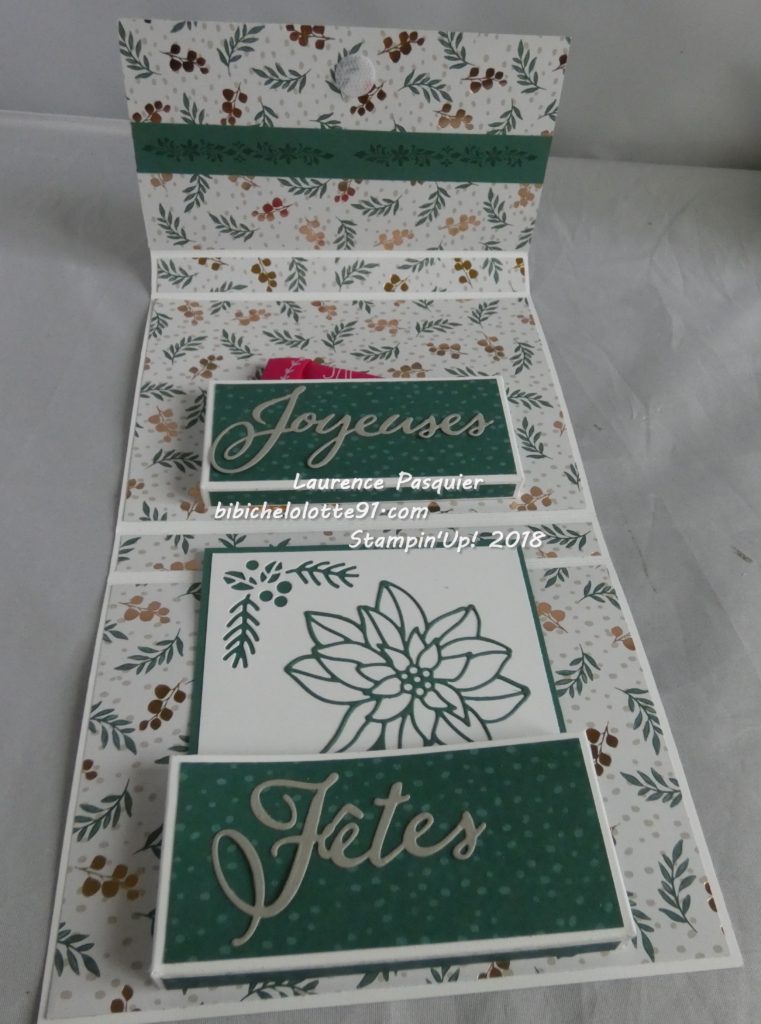 Joyeuses
Laurence Pasquier
bibichelolotte91.com
Stampin'Up! 2018
Fêtes